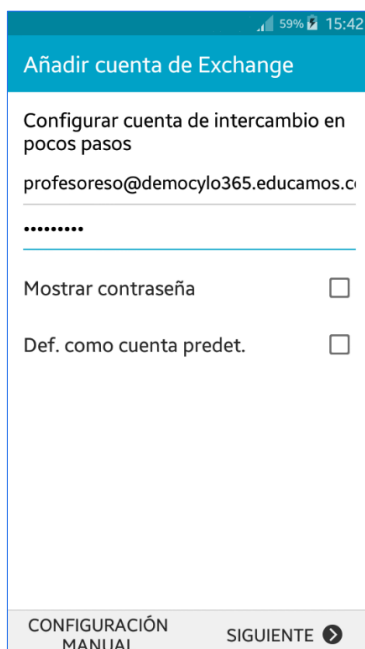 59% 15:42
Añadir cuenta de Exchange
Configurar cuenta de intercambio en
pocos pasos
profesoreso@democylo365.educamos.c
•••••••••
Mostrar contraseña
Def. como cuenta predet.
CONFIGURACIÓN
MANUAL
SIGUIENTE